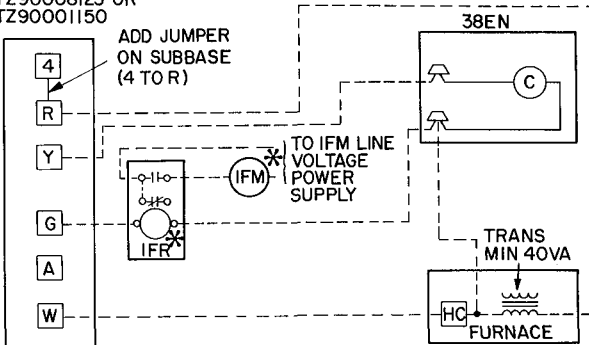 TZ90001150
ADD JUMPER
ON SUBBASE
(4 TO R)
38EN
4
R
Y
G
A
W
C
TO IFM LINE
VOLTAGE
POWER
SUPPLY
IFM
*
IFR
*
TRANS
MIN 40VA
HC
FURNACE